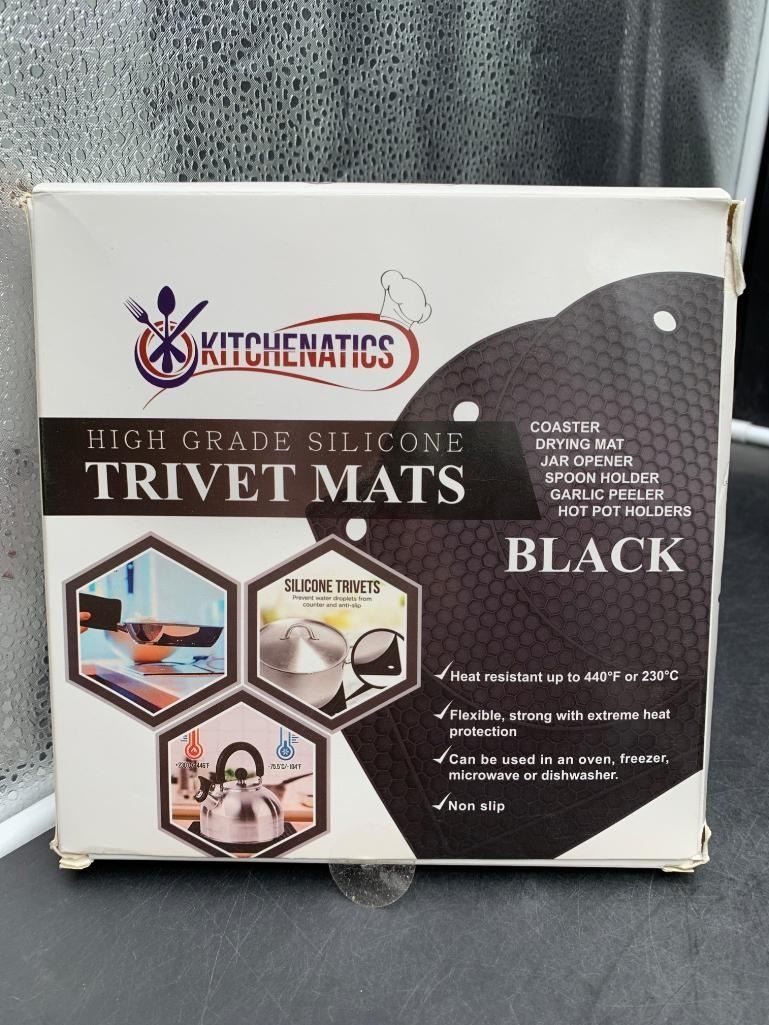 KITCHENATICS
HIGH GRADE SILICONE
TRIVET MATS
COASTER
DRYING MAT
JAR OPENER
SPOON HOLDER
GARLIC PEELER
HOT POT HOLDERS
BLACK
SILICONE TRIVETS
Prevent water droplets from
counter and anti-slip
Heat resistant up to 440°F or 230°C
Flexible, strong with extreme heat
protection
Can be used in an oven, freezer,
microwave or dishwasher.
Non slip